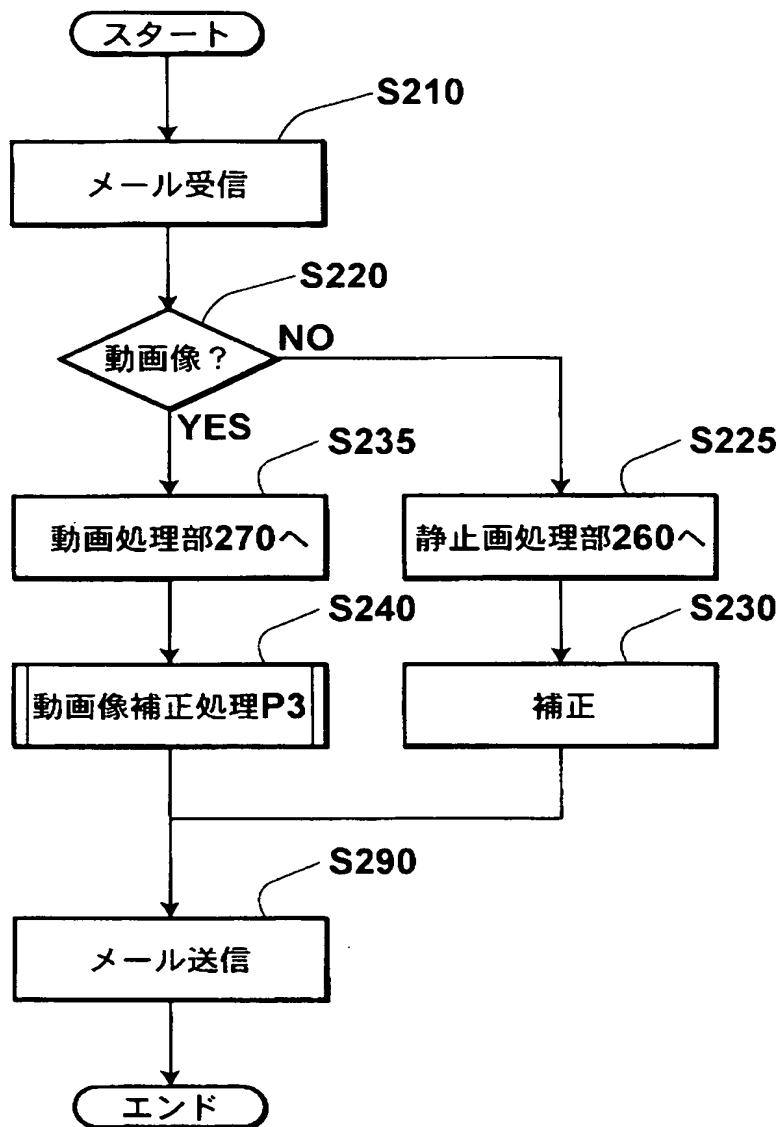 スタート
S210
メール受信
S220
動画像？
NO
YES
S235
S225
動画処理部270へ
静止画処理部260へ
S240
S230
動画像補正処理P3
補正
S290
メール送信
エンド